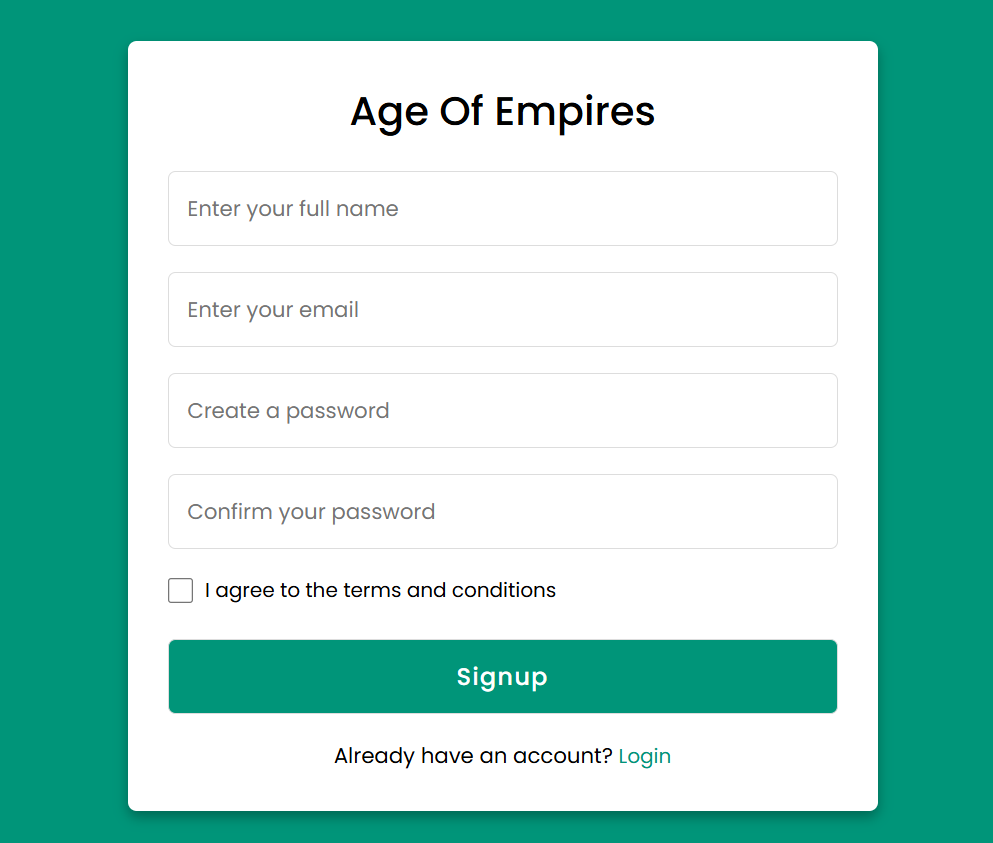 Age Of Empires
Enter your full name
Enter your email
Create a password
Confirm your password
I agree to the terms and conditions
Signup
Already have an account? Login